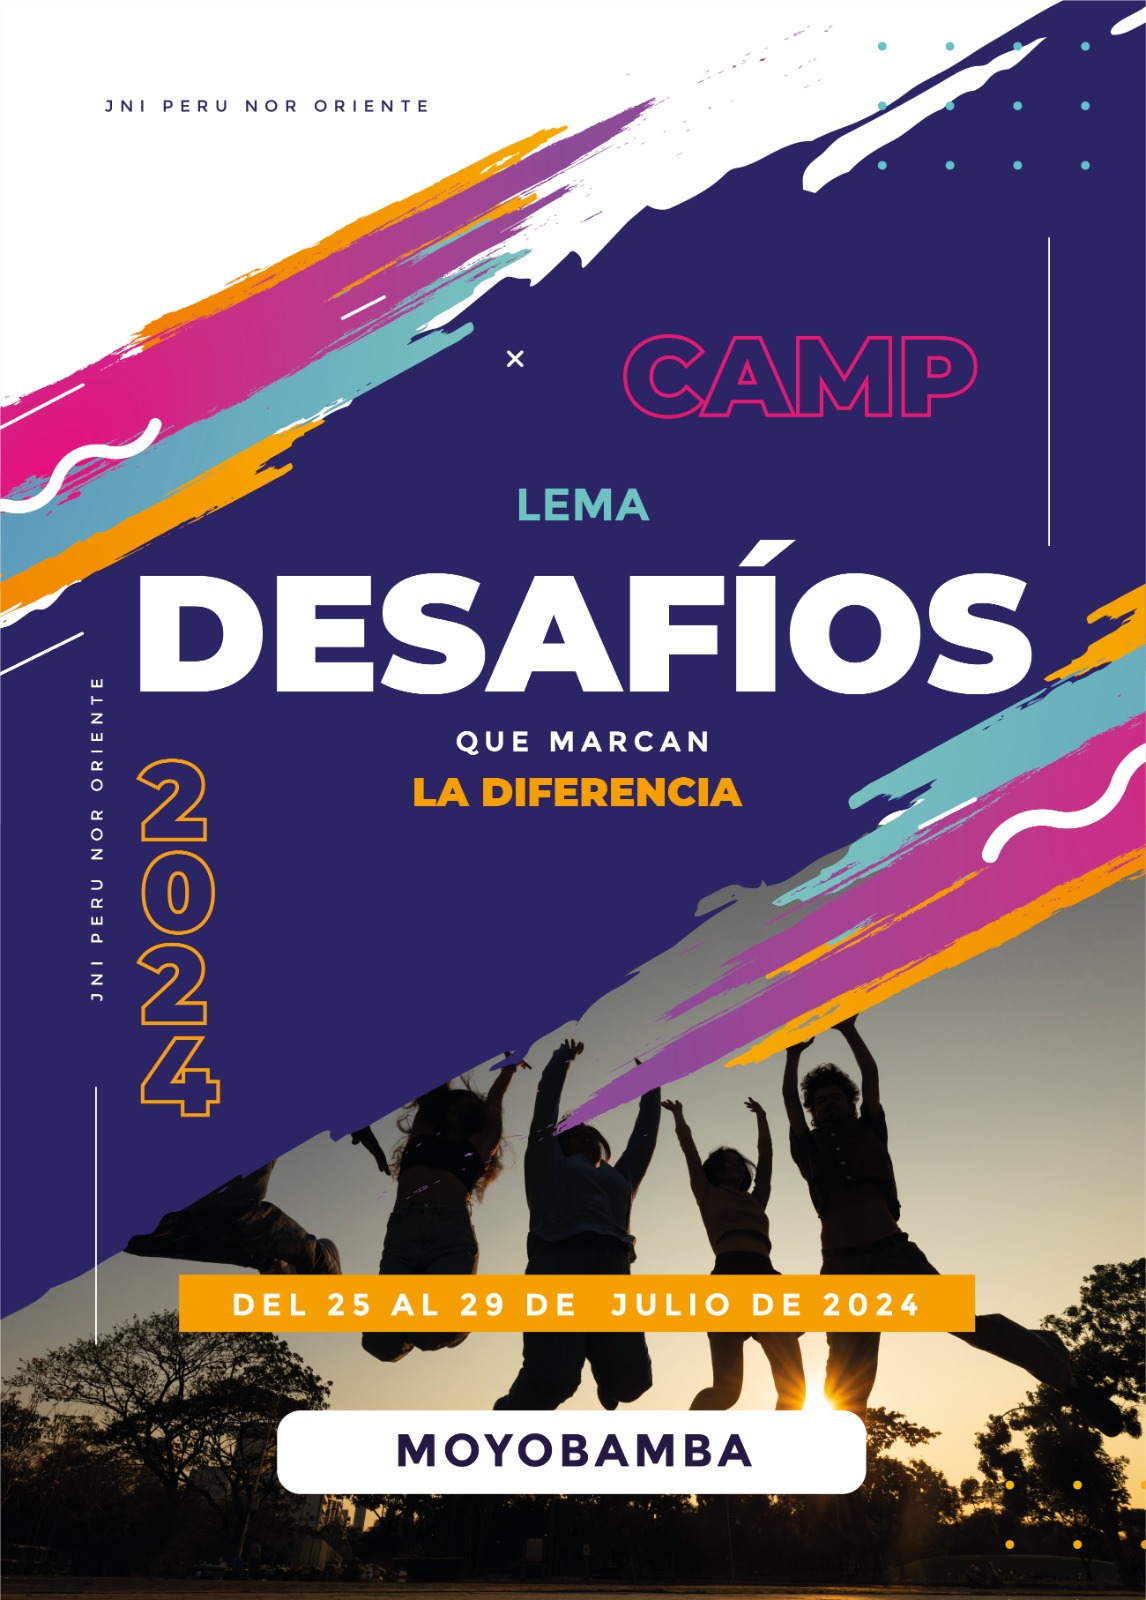 JNI PERU NOR ORIENTE
CAMP
LEMA
DESAFÍOS
QUE MARCAN
LA DIFERENCIA
JNI PERU NOR ORIENTE
2024
DEL 25 AL 29 DE JULIO DE 2024
MOYOBAMBA